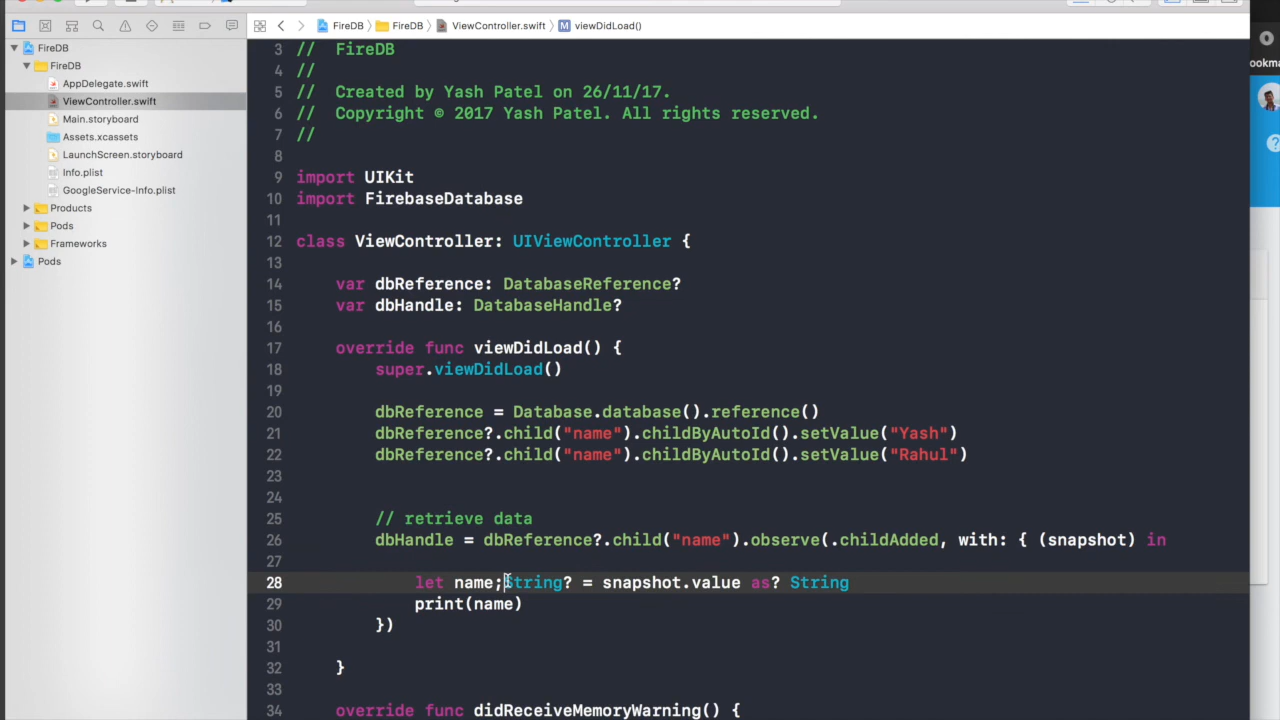 FireDB
FireDB
AppDelegate.swift
ViewController.swift
Main.storyboard
Assets.xcassets
LaunchScreen.storyboard
Info.plist
GoogleService-Info.plist
Products
Pods
Frameworks
Pods
FireDB FireDB ViewController.swift M viewDidLoad()
3 // FireDB
4 //
5 // Created by Yash Patel on 26/11/17.
6 // Copyright © 2017 Yash Patel. All rights reserved.
7 //
8
9 import UIKit
10 import FirebaseDatabase
11
12 class ViewController: UIViewController {
13
14 var dbReference: DatabaseReference?
15 var dbHandle: DatabaseHandle?
16
17 override func viewDidLoad() {
18 super.viewDidLoad()
19
20 dbReference = Database.database().reference()
21 dbReference?.child("name").childByAutoId().setValue("Yash")
22 dbReference?.child("name").childByAutoId().setValue("Rahul")
23
24
25 // retrieve data
26 dbHandle = dbReference?.child("name").observe(.childAdded, with: { (snapshot) in
27
28 let name;String? = snapshot.value as? String
29 print(name)
30 })
31
32 }
33
34 override func didReceiveMemoryWarning() {
ookma
?